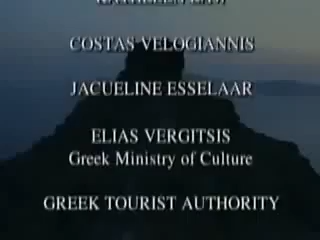 COSTAS VELOGIANNIS
JACUELINE ESSELAAR
ELIAS VERGITSIS
Greek Ministry of Culture
GREEK TOURIST AUTHORITY